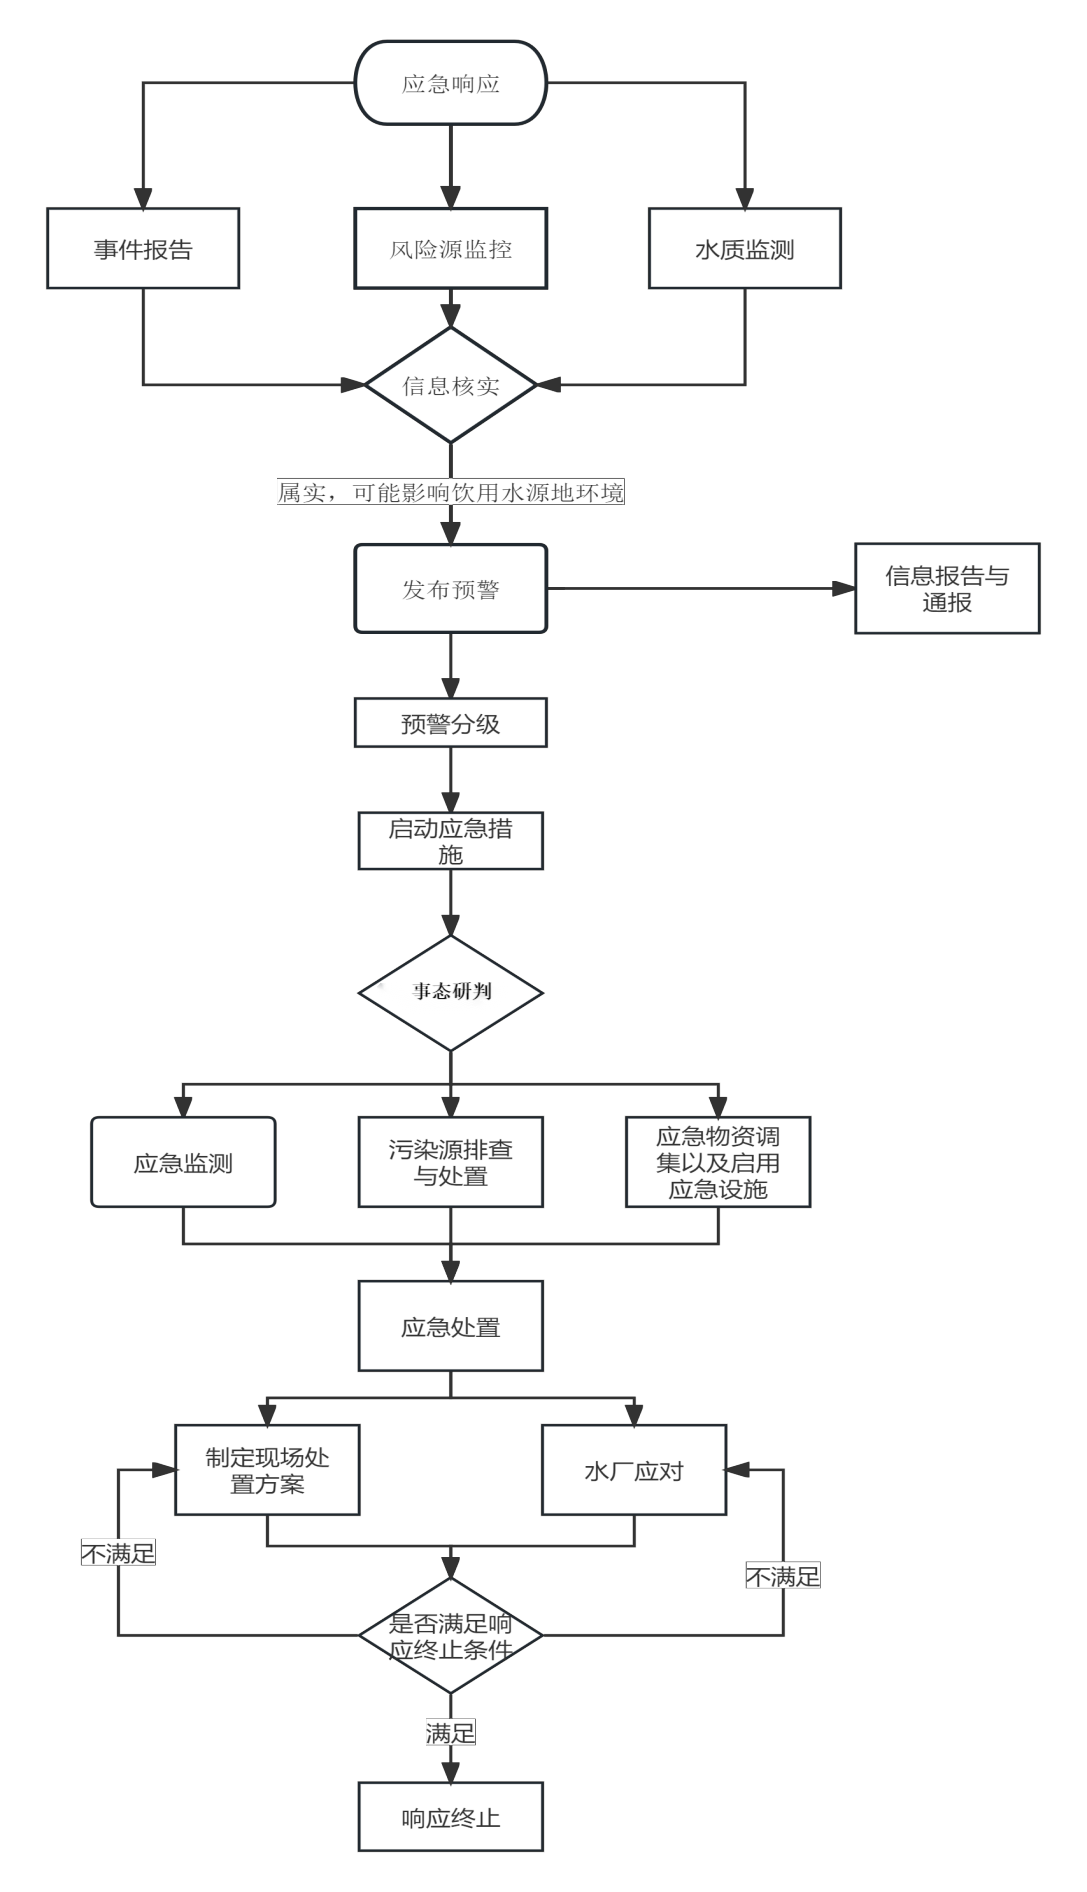 应急响应
事件报告
风险源监控
水质监测
信息核实
属实，可能影响饮用水源地环境
发布预警
信息报告与
通报
预警分级
启动应急措
施
事态研判
应急监测
污染源排查
与处置
应急物资调
集以及启用
应急设施
应急处置
制定现场处
置方案
水厂应对
不满足
不满足
是否满足响
应终止条件
满足
响应终止